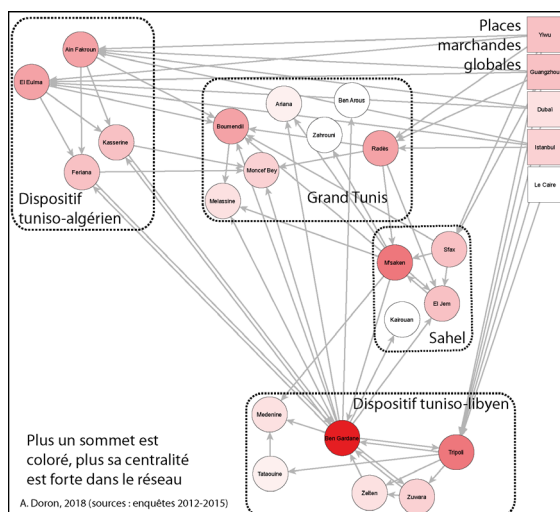 Places
marchandes
globales
Yiwu
Guangzhou
Dubaï
Istanbul
Le Caire
Ain Fakroun
El Eulma
Kasserine
Feriana
Dispositif
tuniso-algérien
Ariana
Ben Arous
Boumendil
Zahrouni
Radès
Moncef Bey
Melassine
Grand Tunis
M'saken
Sfax
El Jem
Kairouan
Sahel
Dispositif tuniso-libyen
Medenine
Ben Gardane
Tripoli
Tataouine
Zelten
Zuwara
Plus un sommet est
coloré, plus sa centralité
est forte dans le réseau
A. Doron, 2018 (sources : enquêtes 2012-2015)